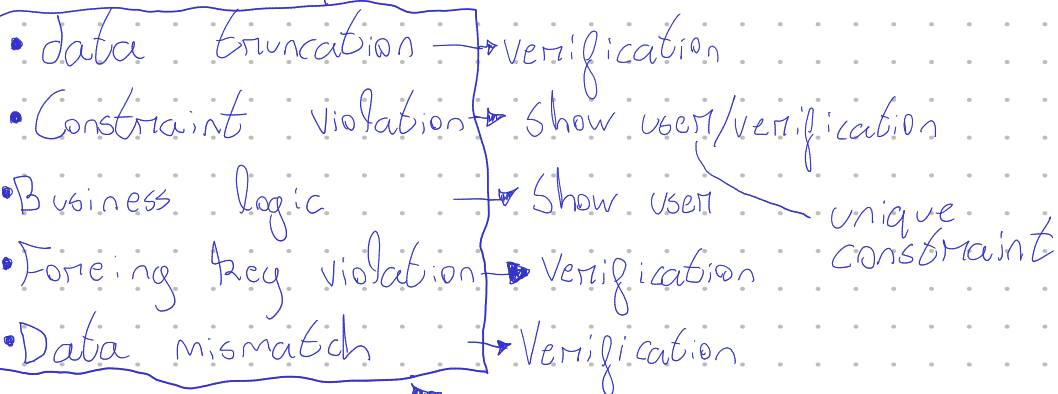 • data truncation → verification
• Constraint violation → Show user/verification
• Business logic → Show user
unique
constraint
• Foreing key violation → Verification
• Data mismatch → Verification